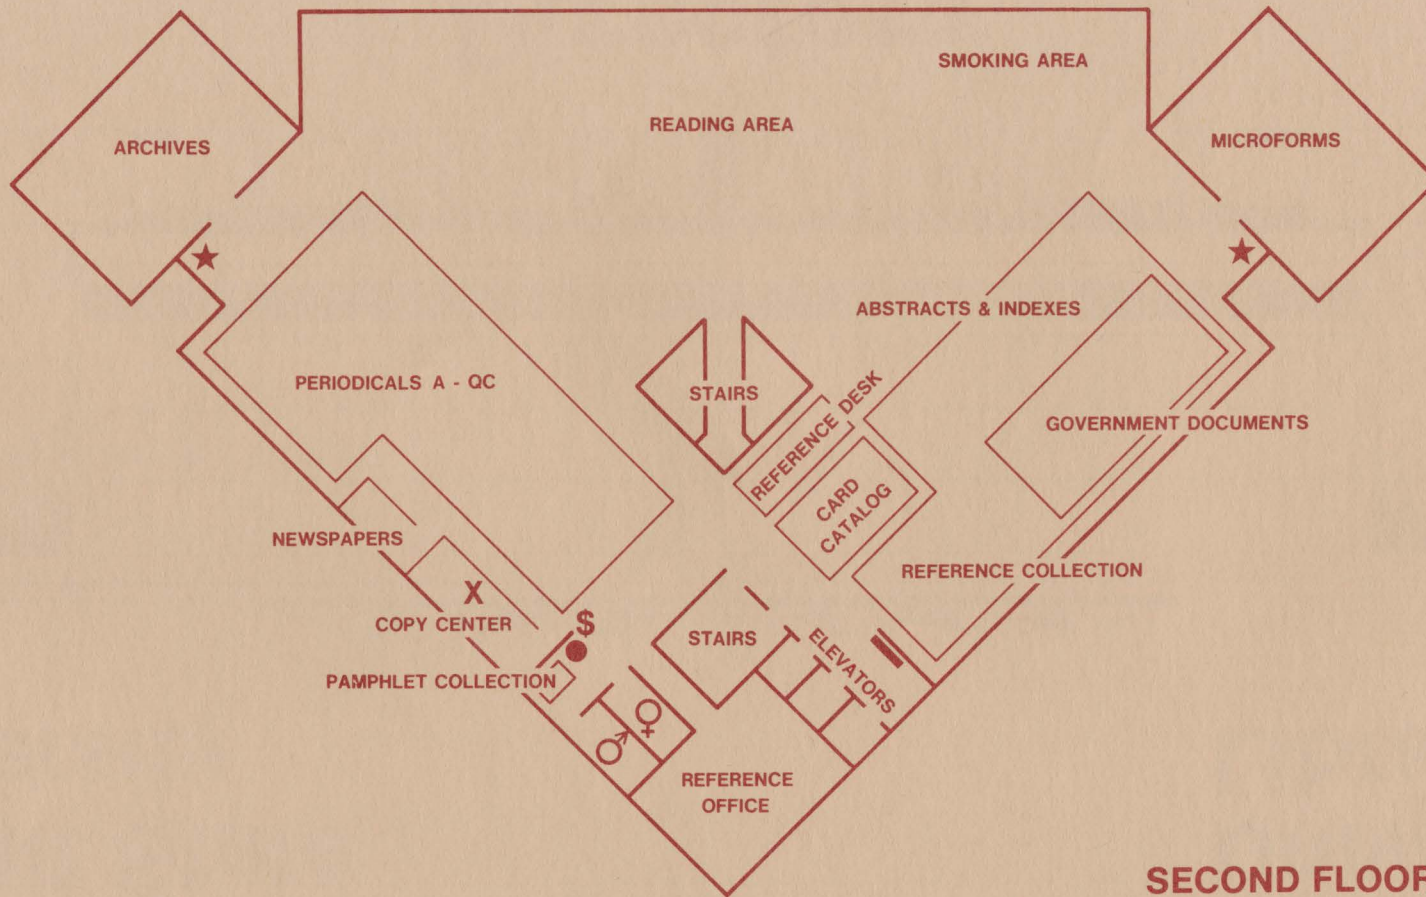 SMOKING AREA
READING AREA
ARCHIVES
MICROFORMS
ABSTRACTS & INDEXES
PERIODICALS A - QC
STAIRS
REFERENCE DESK
GOVERNMENT DOCUMENTS
CARD
CATALOG
NEWSPAPERS
REFERENCE COLLECTION
X
COPY CENTER
$
STAIRS
ELEVATORS
PAMPHLET COLLECTION
REFERENCE
OFFICE
SECOND FLOOR